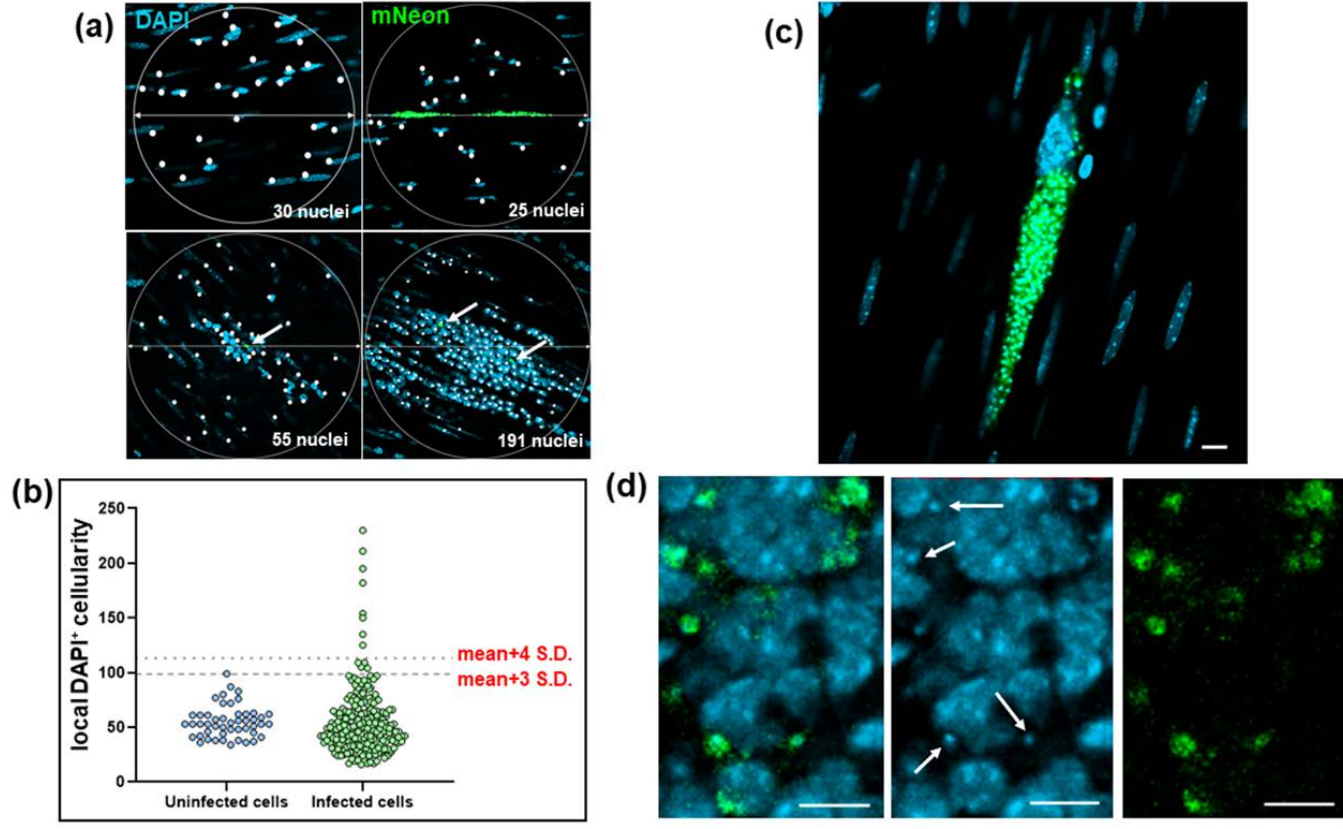 (a)
DAPI
mNeon
30 nuclei
25 nuclei
55 nuclei
191 nuclei
(b)
local DAPI⁺ cellularity
250
200
150
100
50
0
mean+4 S.D.
mean+3 S.D.
Uninfected cells
Infected cells
(c)
(d)